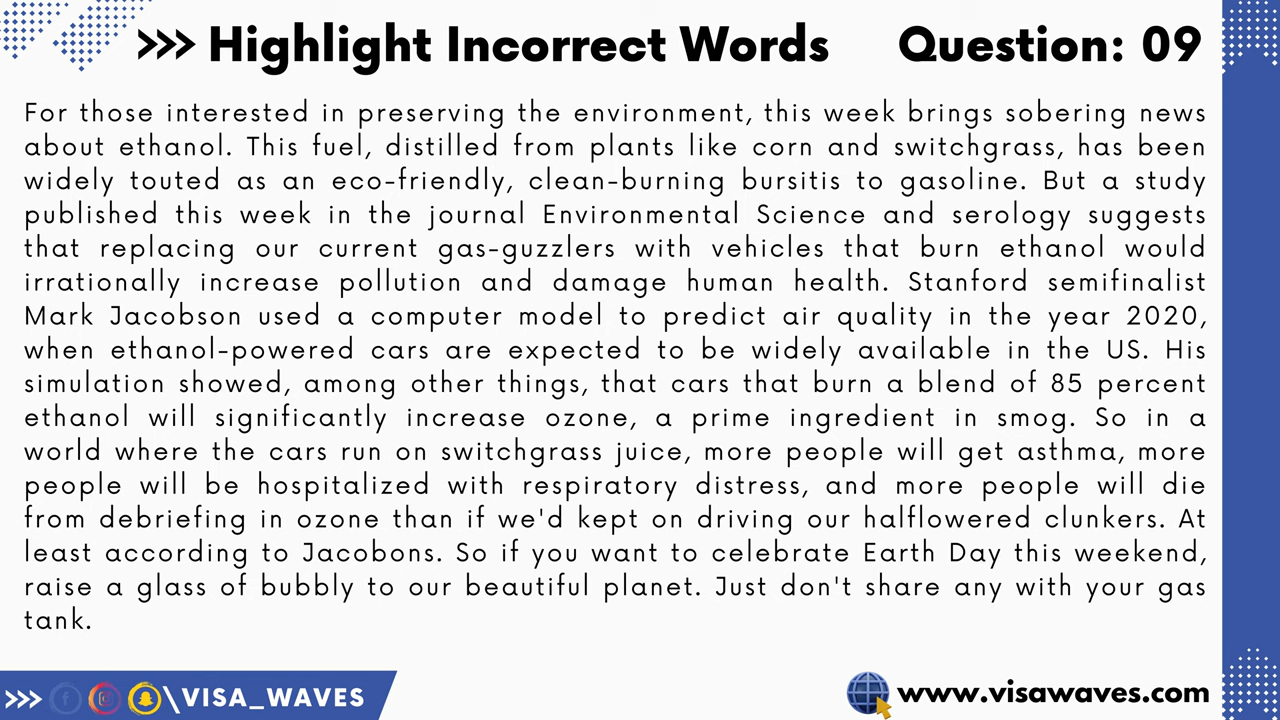 >>> Highlight Incorrect Words Question: 09
For those interested in preserving the environment, this week brings sobering news
about ethanol. This fuel, distilled from plants like corn and switchgrass, has been
widely touted as an eco-friendly, clean-burning bursitis to gasoline. But a study
published this week in the journal Environmental Science and serology suggests
that replacing our current gas-guzzlers with vehicles that burn ethanol would
irrationally increase pollution and damage human health. Stanford semifinalist
Mark Jacobson used a computer model to predict air quality in the year 2020,
when ethanol-powered cars are expected to be widely available in the US. His
simulation showed, among other things, that cars that burn a blend of 85 percent
ethanol will significantly increase ozone, a prime ingredient in smog. So in a
world where the cars run on switchgrass juice, more people will get asthma, more
people will be hospitalized with respiratory distress, and more people will die
from debriefing in ozone than if we'd kept on driving our halflowered clunkers. At
least according to Jacobons. So if you want to celebrate Earth Day this weekend,
raise a glass of bubbly to our beautiful planet. Just don't share any with your gas
tank.
>>> \VISA_WAVES
www.visawaves.com